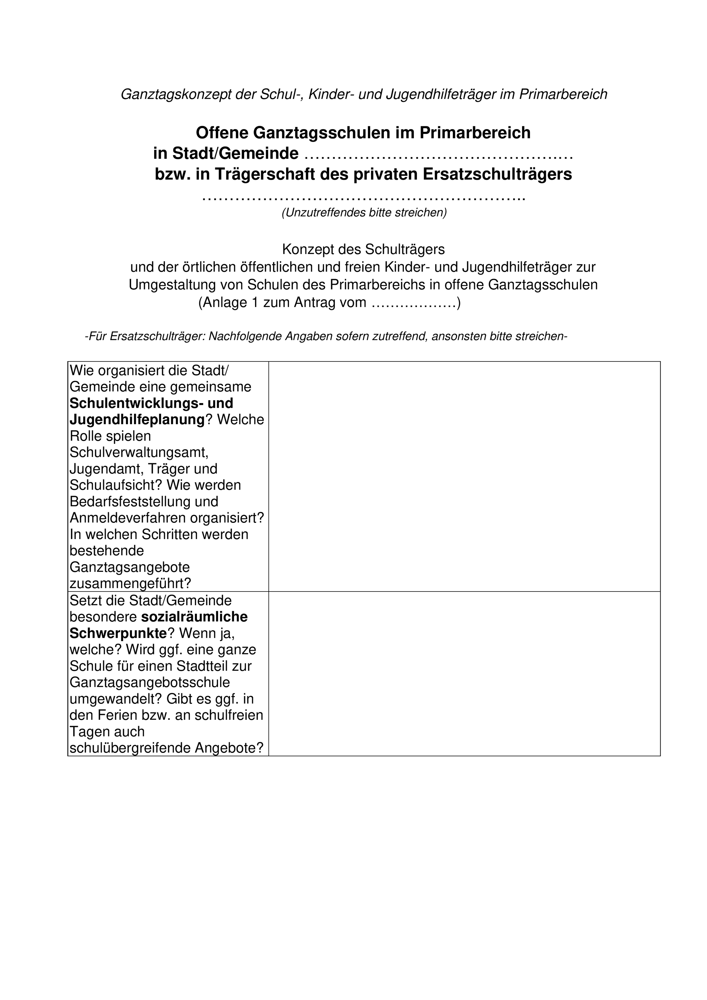 Ganztagskonzept der Schul-, Kinder- und Jugendhilfeträger im Primarbereich
Offene Ganztagsschulen im Primarbereich
in Stadt/Gemeinde …………………………………………
bzw. in Trägerschaft des privaten Ersatzschulträgers
…………………………………………………..
(Unzutreffendes bitte streichen)
Konzept des Schulträgers
und der örtlichen öffentlichen und freien Kinder- und Jugendhilfeträger zur
Umgestaltung von Schulen des Primarbereichs in offene Ganztagsschulen
(Anlage 1 zum Antrag vom ………………)
-Für Ersatzschulträger: Nachfolgende Angaben sofern zutreffend, ansonsten bitte streichen-
Wie organisiert die Stadt/
Gemeinde eine gemeinsame
Schulentwicklungs- und
Jugendhilfeplanung? Welche
Rolle spielen
Schulverwaltungsamt,
Jugendamt, Träger und
Schulaufsicht? Wie werden
Bedarfsfeststellung und
Anmeldeverfahren organisiert?
In welchen Schritten werden
bestehende
Ganztagsangebote
zusammengeführt?
Setzt die Stadt/Gemeinde
besondere sozialräumliche
Schwerpunkte? Wenn ja,
welche? Wird ggf. eine ganze
Schule für einen Stadtteil zur
Ganztagsangebotsschule
umgewandelt? Gibt es ggf. in
den Ferien bzw. an schulfreien
Tagen auch
schulübergreifende Angebote?